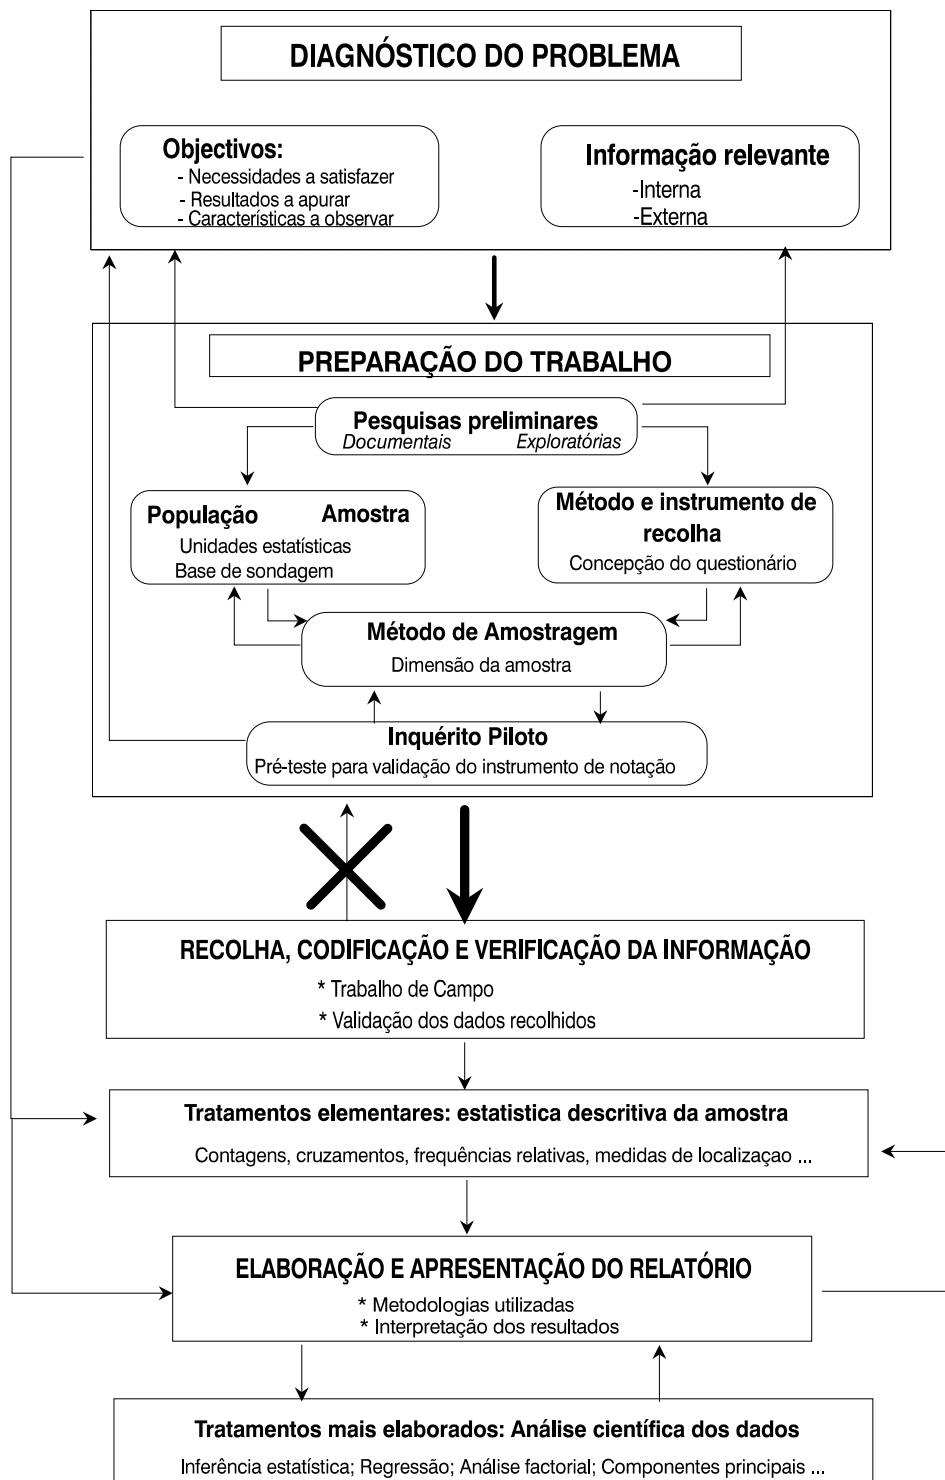 DIAGNÓSTICO DO PROBLEMA
Objectivos:
- Necessidades a satisfazer
- Resultados a apurar
- Características a observar
Informação relevante
-Interna
-Externa
PREPARAÇÃO DO TRABALHO
Pesquisas preliminares
Documentais Exploratórias
População Amostra
Unidades estatísticas
Base de sondagem
Método e instrumento de
recolha
Concepção do questionário
Método de Amostragem
Dimensão da amostra
Inquérito Piloto
Pré-teste para validação do instrumento de notação
RECOLHA, CODIFICAÇÃO E VERIFICAÇÃO DA INFORMAÇÃO
* Trabalho de Campo
* Validação dos dados recolhidos
Tratamentos elementares: estatistica descritiva da amostra
Contagens, cruzamentos, frequências relativas, medidas de localizaçao ...
ELABORAÇÃO E APRESENTAÇÃO DO RELATÓRIO
* Metodologias utilizadas
* Interpretação dos resultados
Tratamentos mais elaborados: Análise científica dos dados
Inferência estatística; Regressão; Análise factorial; Componentes principais ...